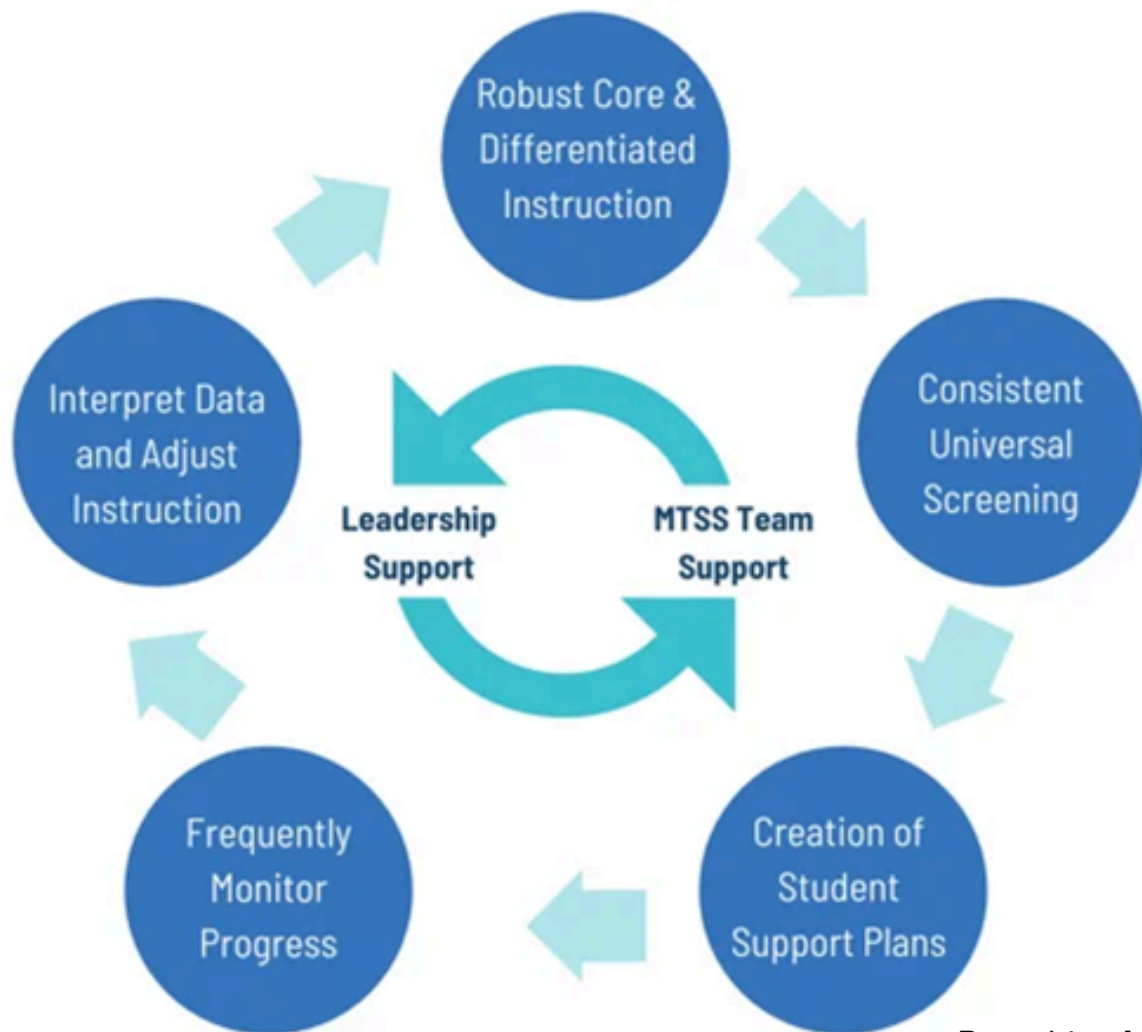 Robust Core &
Differentiated
Instruction
Consistent
Universal
Screening
Creation of
Student
Support Plans
Frequently
Monitor
Progress
Interpret Data
and Adjust
Instruction
Leadership
Support
MTSS Team
Support